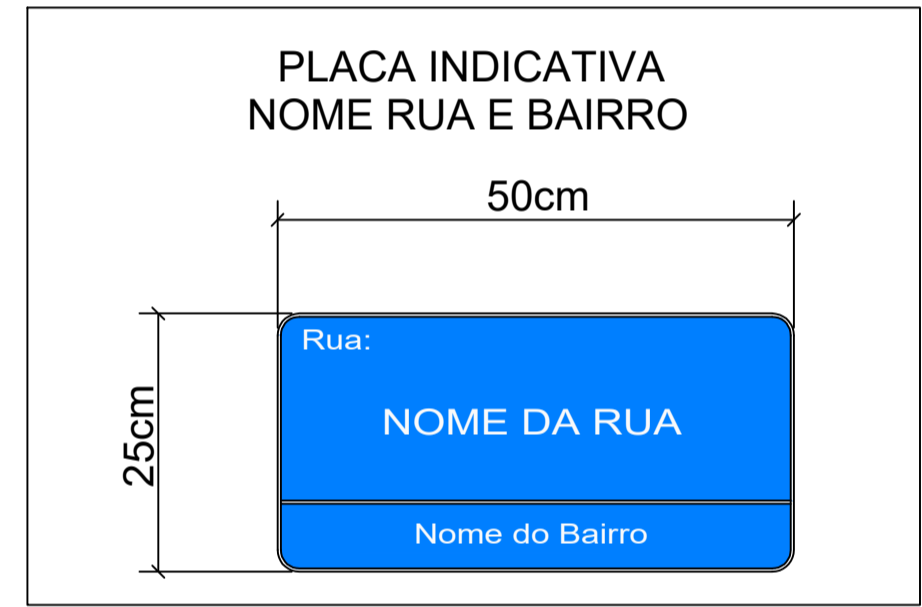 PLACA INDICATIVA
NOME RUA E BAIRRO
50cm
25cm
Rua:
NOME DA RUA
Nome do Bairro